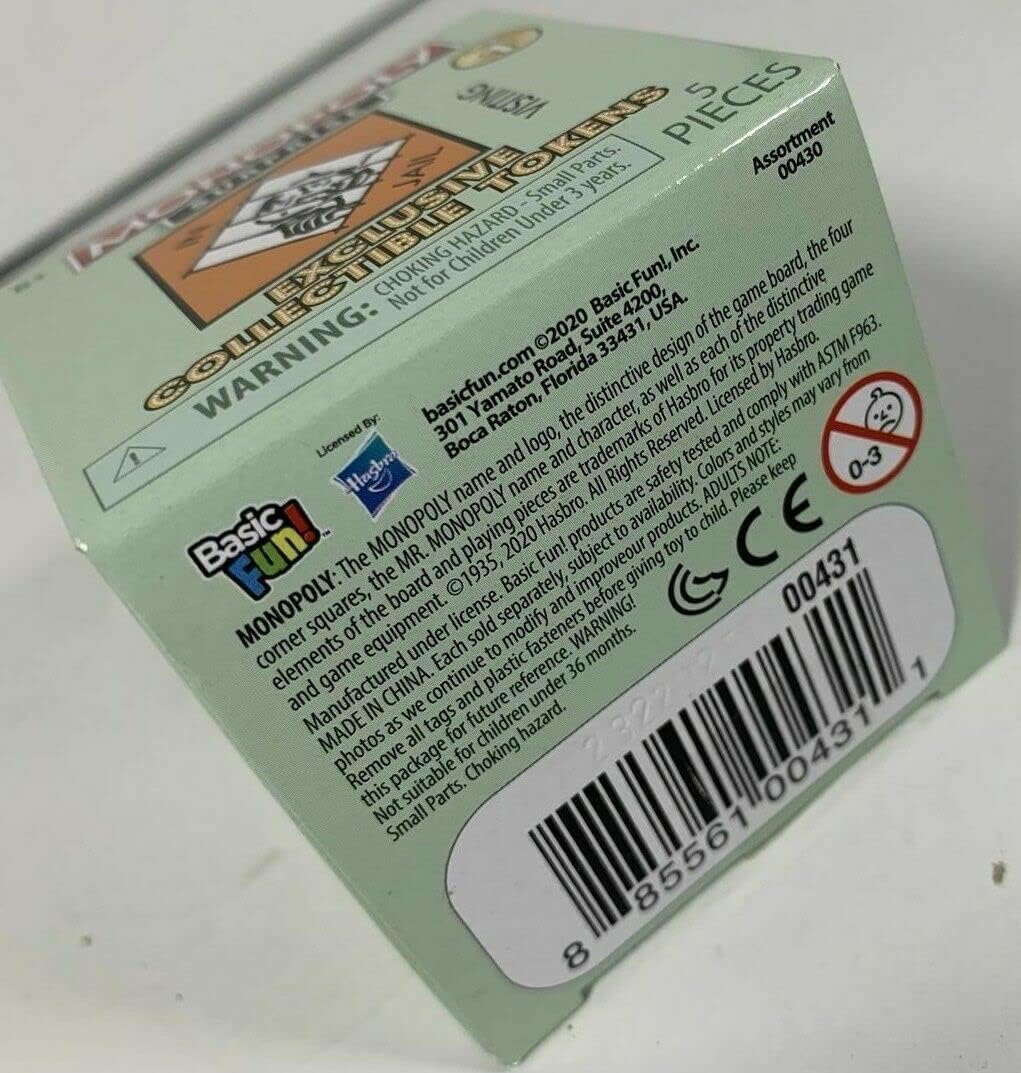 MONOPOLY
VISITING
IN
JAIL
EXCLUSIVE
COLLECTIBLE TOKENS
5
PIECES
WARNING: CHOKING HAZARD - Small Parts.
Not for Children Under 3 years.
Assortment
00430
Basic
Fun!™
Licensed By:
Hasbro
basicfun.com ©2020 Basic Fun!, Inc.
301 Yamato Road, Suite 4200,
Boca Raton, Florida 33431, USA.
MONOPOLY: The MONOPOLY name and logo, the distinctive design of the game board, the four
corner squares, the MR. MONOPOLY name and character, as well as each of the distinctive
elements of the board and playing pieces are trademarks of Hasbro for its property trading game
and game equipment. ©1935, 2020 Hasbro. All Rights Reserved. Licensed by Hasbro.
Manufactured under license. Basic Fun! products are safety tested and comply with ASTM F963.
MADE IN CHINA. Each sold separately, subject to availability. Colors and styles may vary from
photos as we continue to modify and improveour products. ADULTS NOTE:
Remove all tags and plastic fasteners before giving toy to child. Please keep
this package for future reference. WARNING!
Not suitable for children under 36 months.
Small Parts. Choking hazard.
CE
0-3
00431
8 85561 00431 1